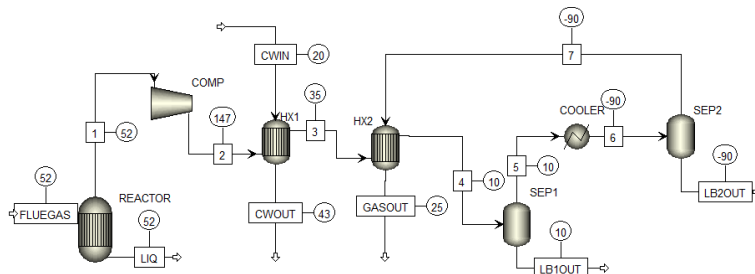 -90
7
CWIN
20
COMP
147
35
1
52
HX1
HX2
COOLER
-90
SEP2
2
3
5
10
6
52
FLUEGAS
REACTOR
52
LIQ
CWOUT
43
GASOUT
25
4
10
SEP1
-90
LB2OUT
10
LB1OUT